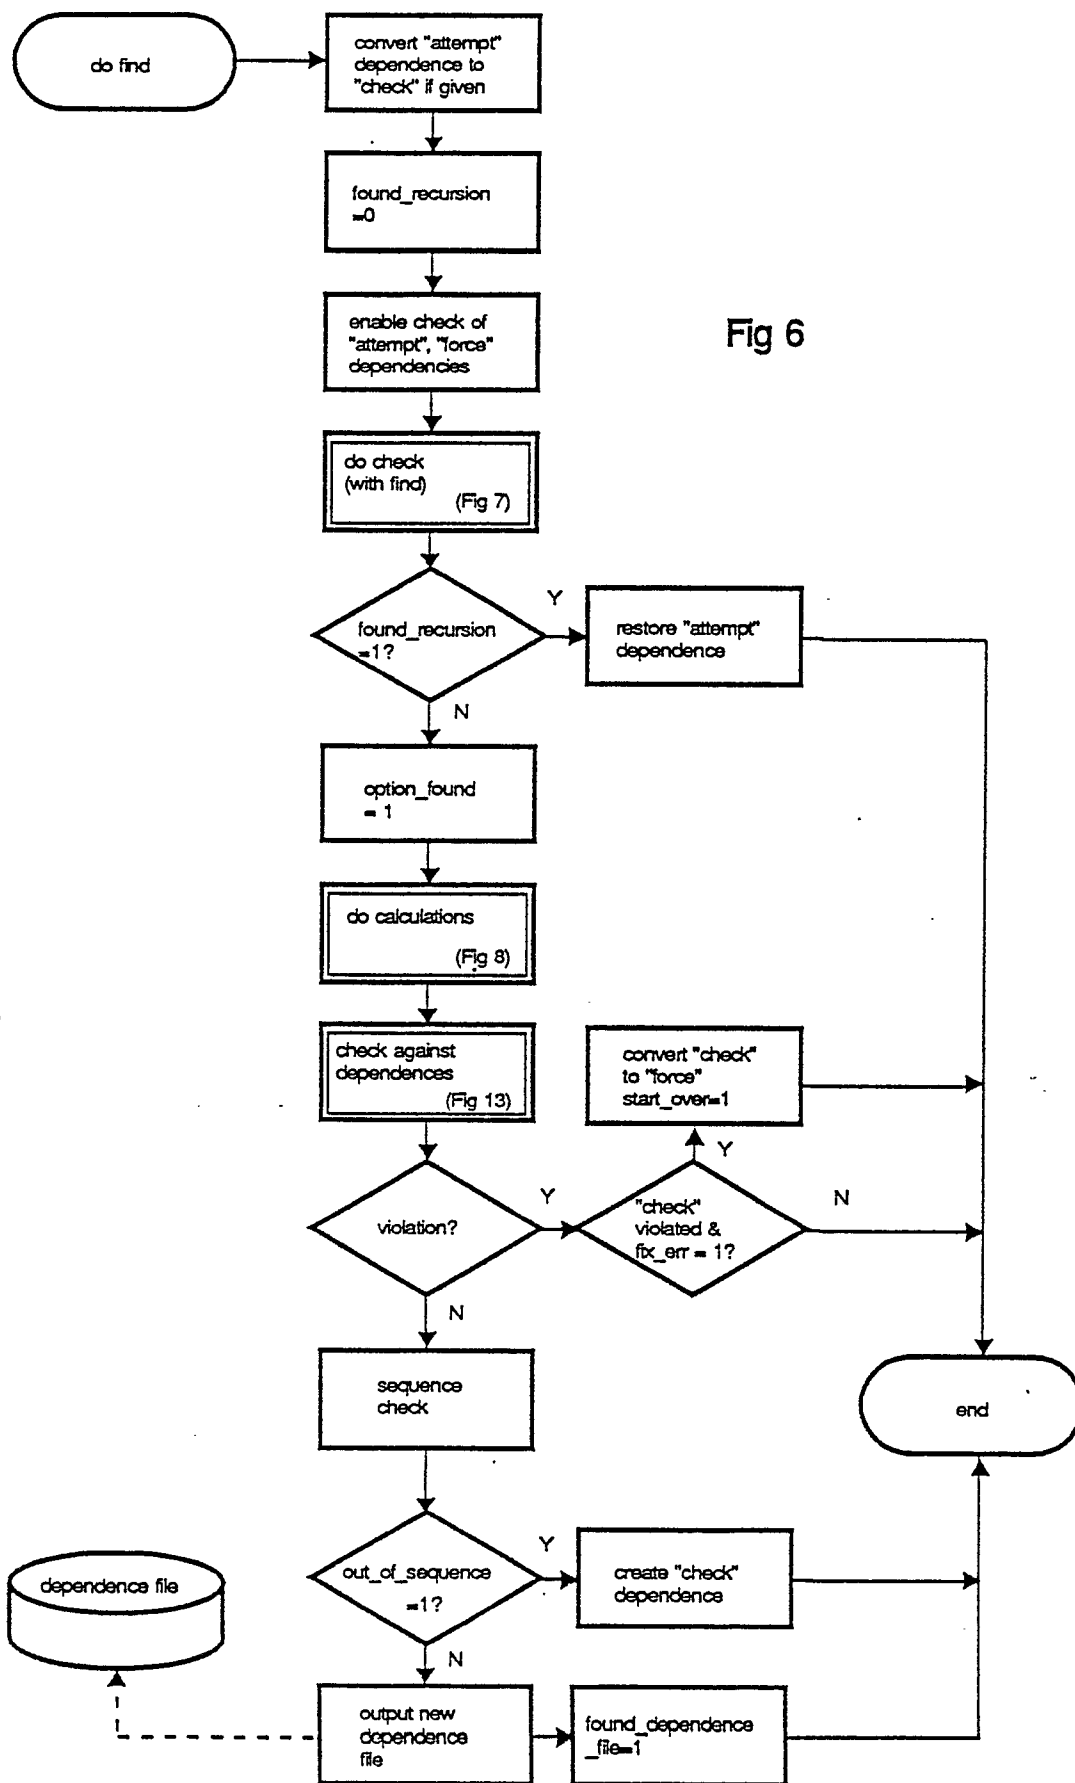 do find
convert "attempt"
dependence to
"check" if given
found_recursion
=0
enable check of
"attempt", "force"
dependencies
Fig 6
do check
(with find)
(Fig 7)
found_recursion
=1?
Y
restore "attempt"
dependence
N
option_found
= 1
do calculations
(Fig 8)
check against
dependences
(Fig 13)
convert "check"
to "force"
start_over=1
Y
violation?
Y
"check"
violated &
fix_err = 1?
N
N
sequence
check
end
out_of_sequence
=1?
Y
create "check"
dependence
dependence file
N
output new
dependence
file
found_dependence
_file=1